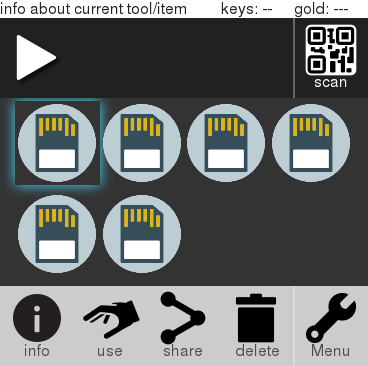 info about current tool/item keys: -- gold: ---
scan
info use share delete Menu